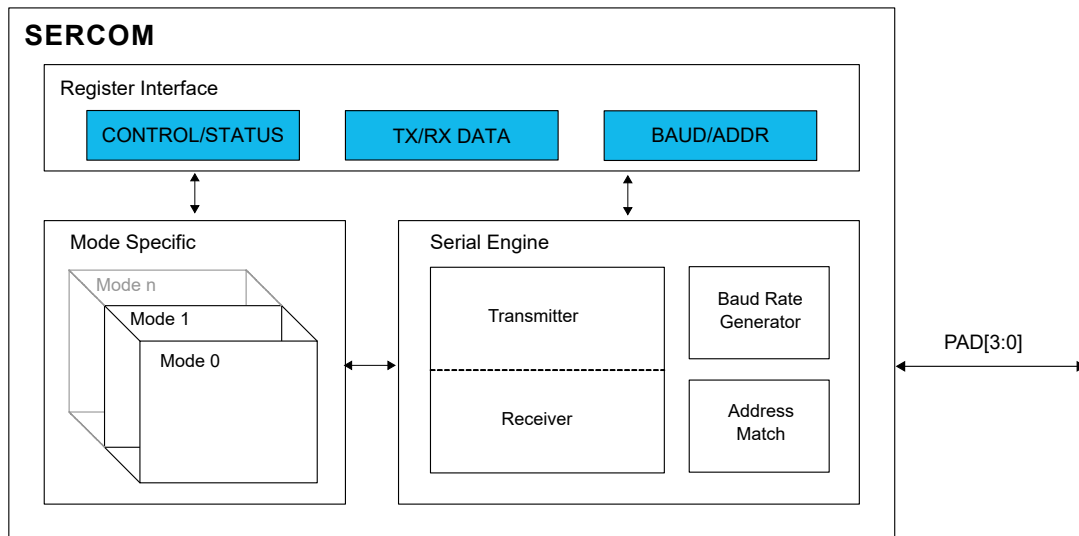 SERCOM
Register Interface
CONTROL/STATUS
TX/RX DATA
BAUD/ADDR
Mode Specific
Mode n
Mode 1
Mode 0
Serial Engine
Transmitter
Receiver
Baud Rate
Generator
Address
Match
PAD[3:0]